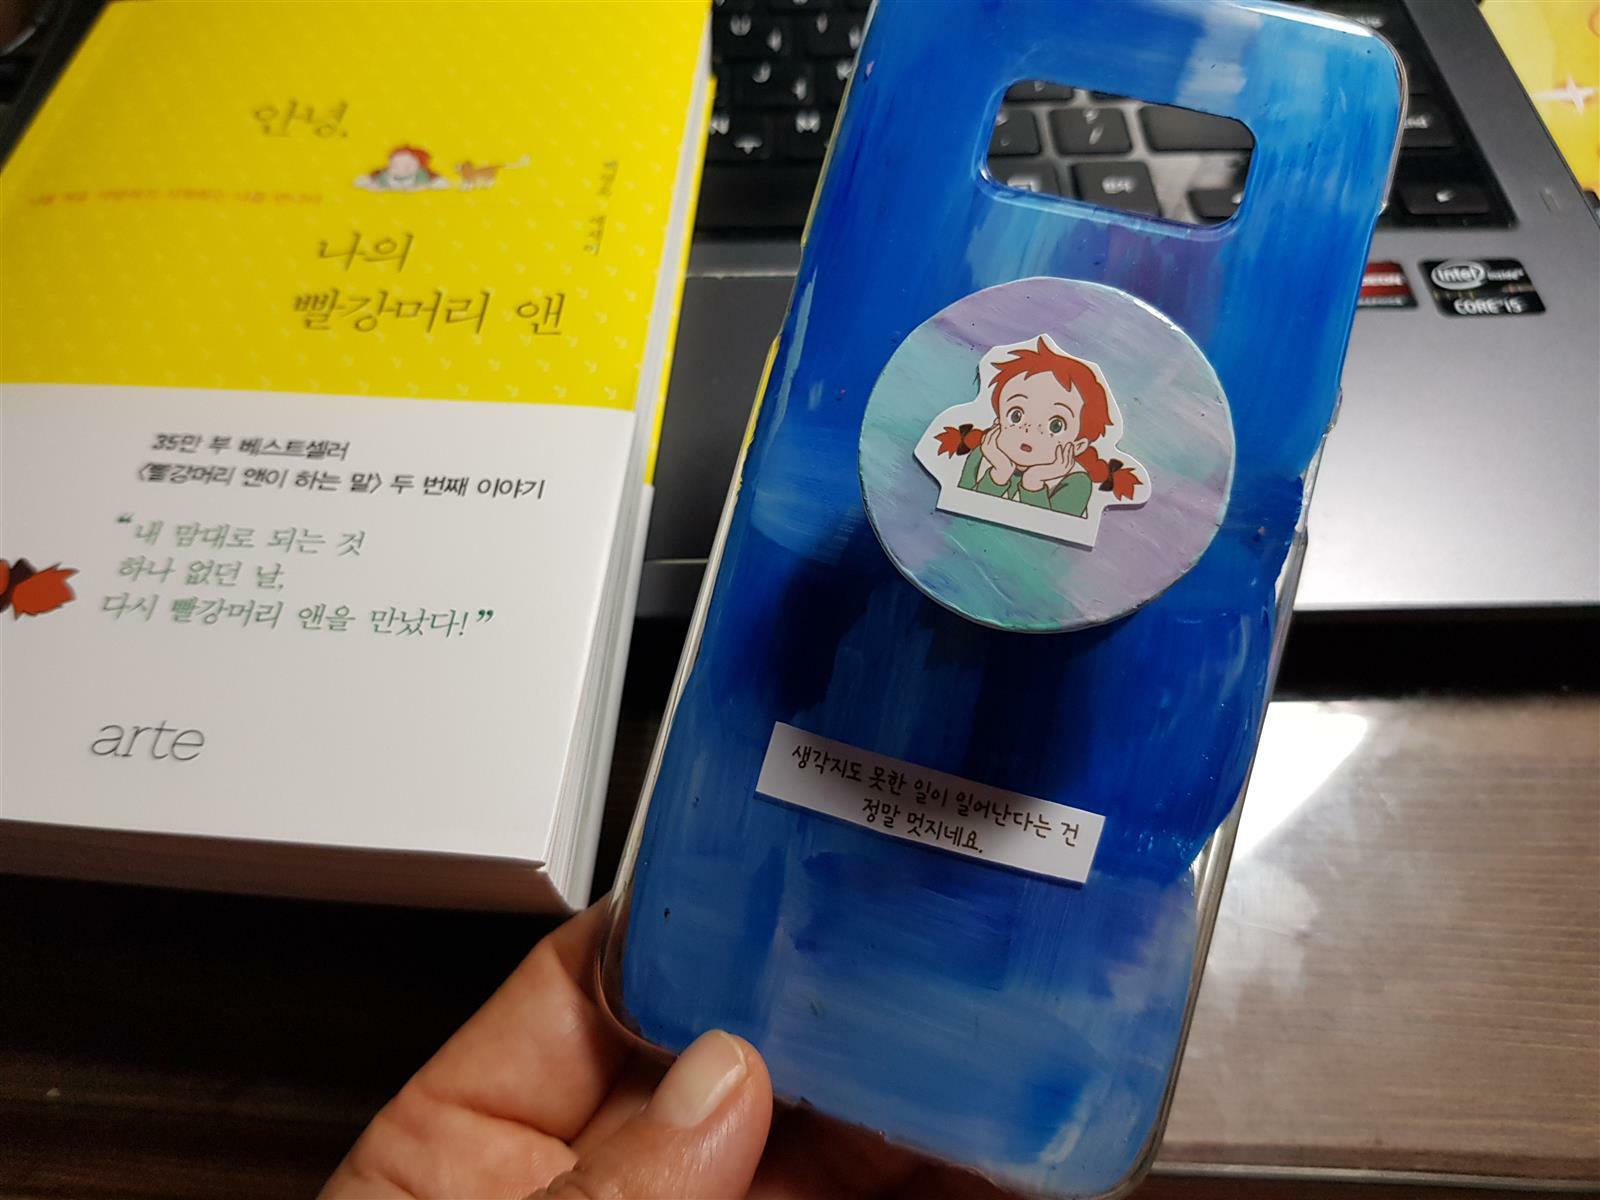 안녕,
나의
빨강머리 앤
35만 부 베스트셀러
<빨강머리 앤이 하는 말> 두 번째 이야기
“내 맘대로 되는 것
하나 없던 날,
다시 빨강머리 앤을 만났다!”
arte
생각지도 못한 일이 일어난다는 건
정말 멋지네요.
intel inside
CORE i5